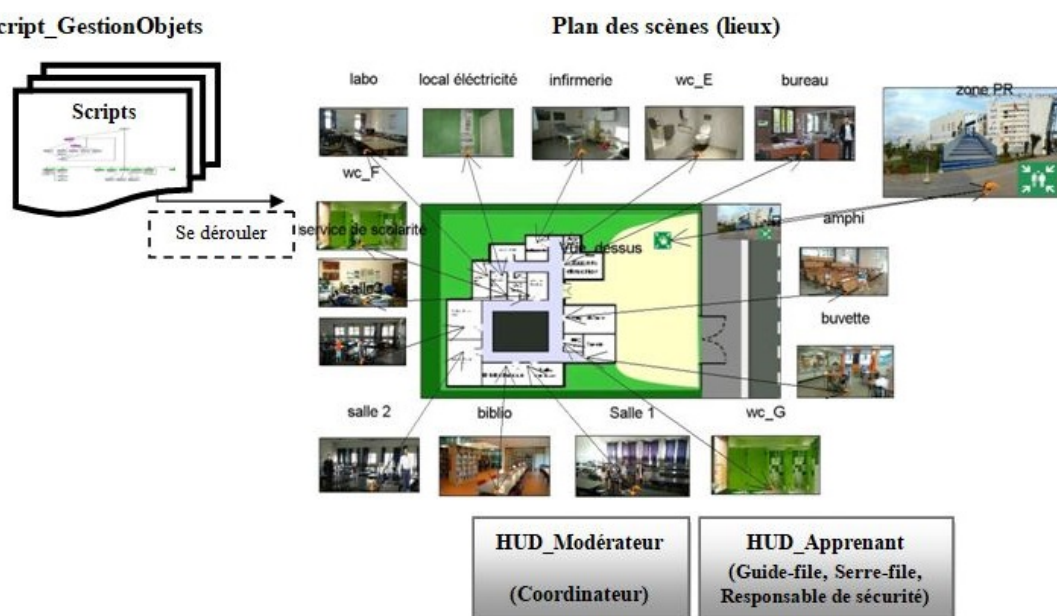 cript_GestionObjets
Plan des scènes (lieux)
Scripts
Se dérouler
labo
local éléctricité
infirmerie
wc_E
bureau
zone PR
wc_F
service de scolarité
Vue_dessus
amphi
salle3
buvette
salle 2
biblio
Salle 1
wc_G
HUD_Modérateur
(Coordinateur)
HUD_Apprenant
(Guide-file, Serre-file,
Responsable de sécurité)